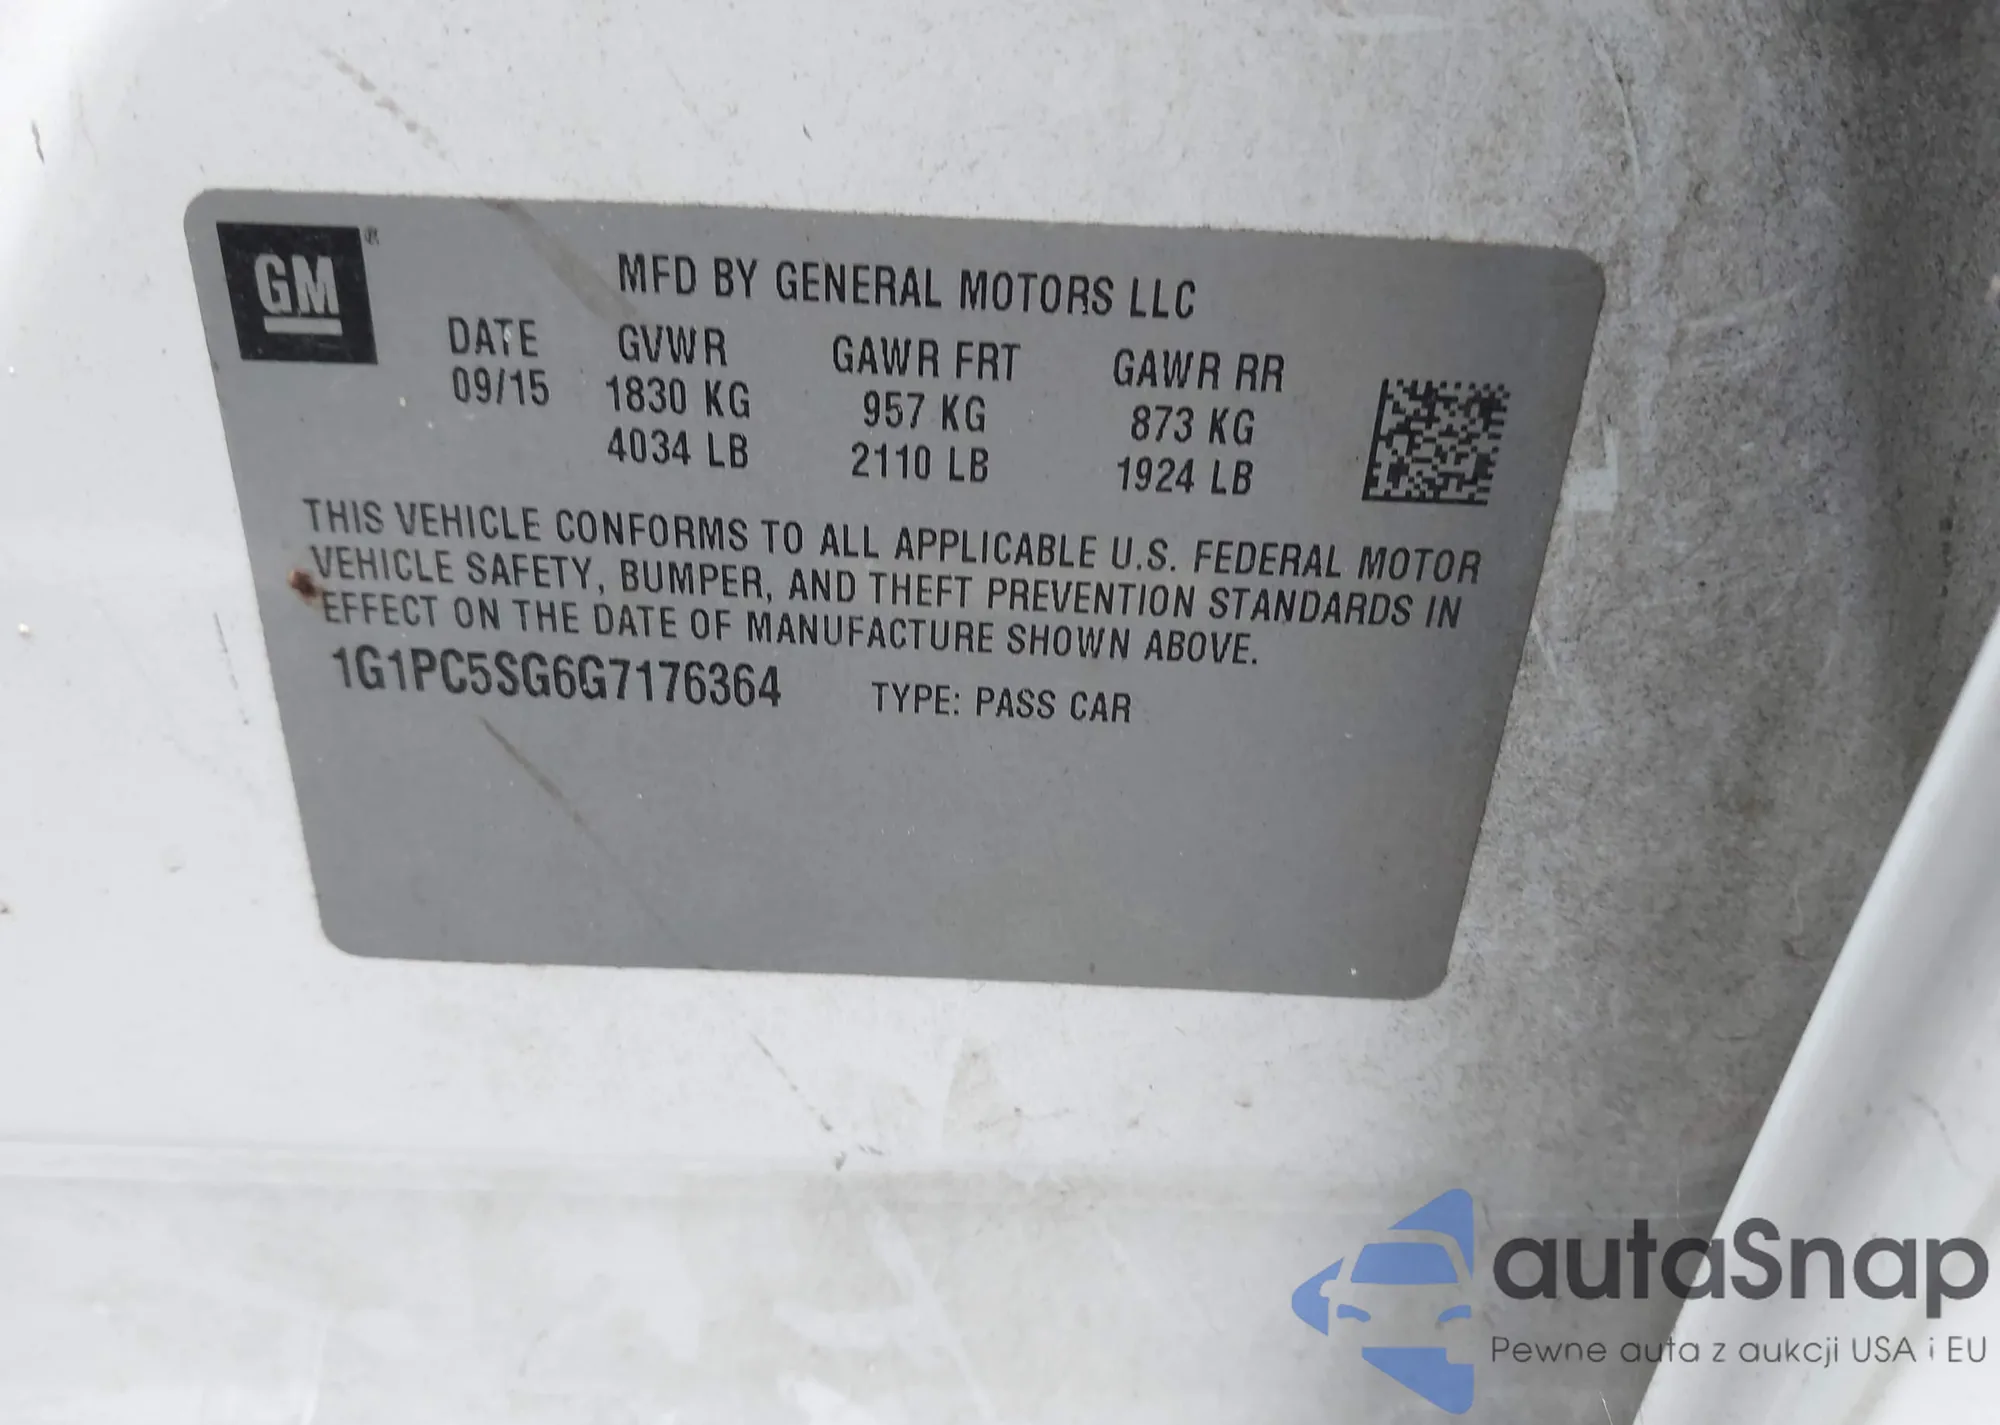 GM®
MFD BY GENERAL MOTORS LLC
DATE GVWR GAWR FRT GAWR RR
09/15 1830 KG 957 KG 873 KG
4034 LB 2110 LB 1924 LB
THIS VEHICLE CONFORMS TO ALL APPLICABLE U.S. FEDERAL MOTOR
VEHICLE SAFETY, BUMPER, AND THEFT PREVENTION STANDARDS IN
EFFECT ON THE DATE OF MANUFACTURE SHOWN ABOVE.
1G1PC5SG6G7176364 TYPE: PASS CAR
autaSnap
Pewne auta z aukcji USA i EU